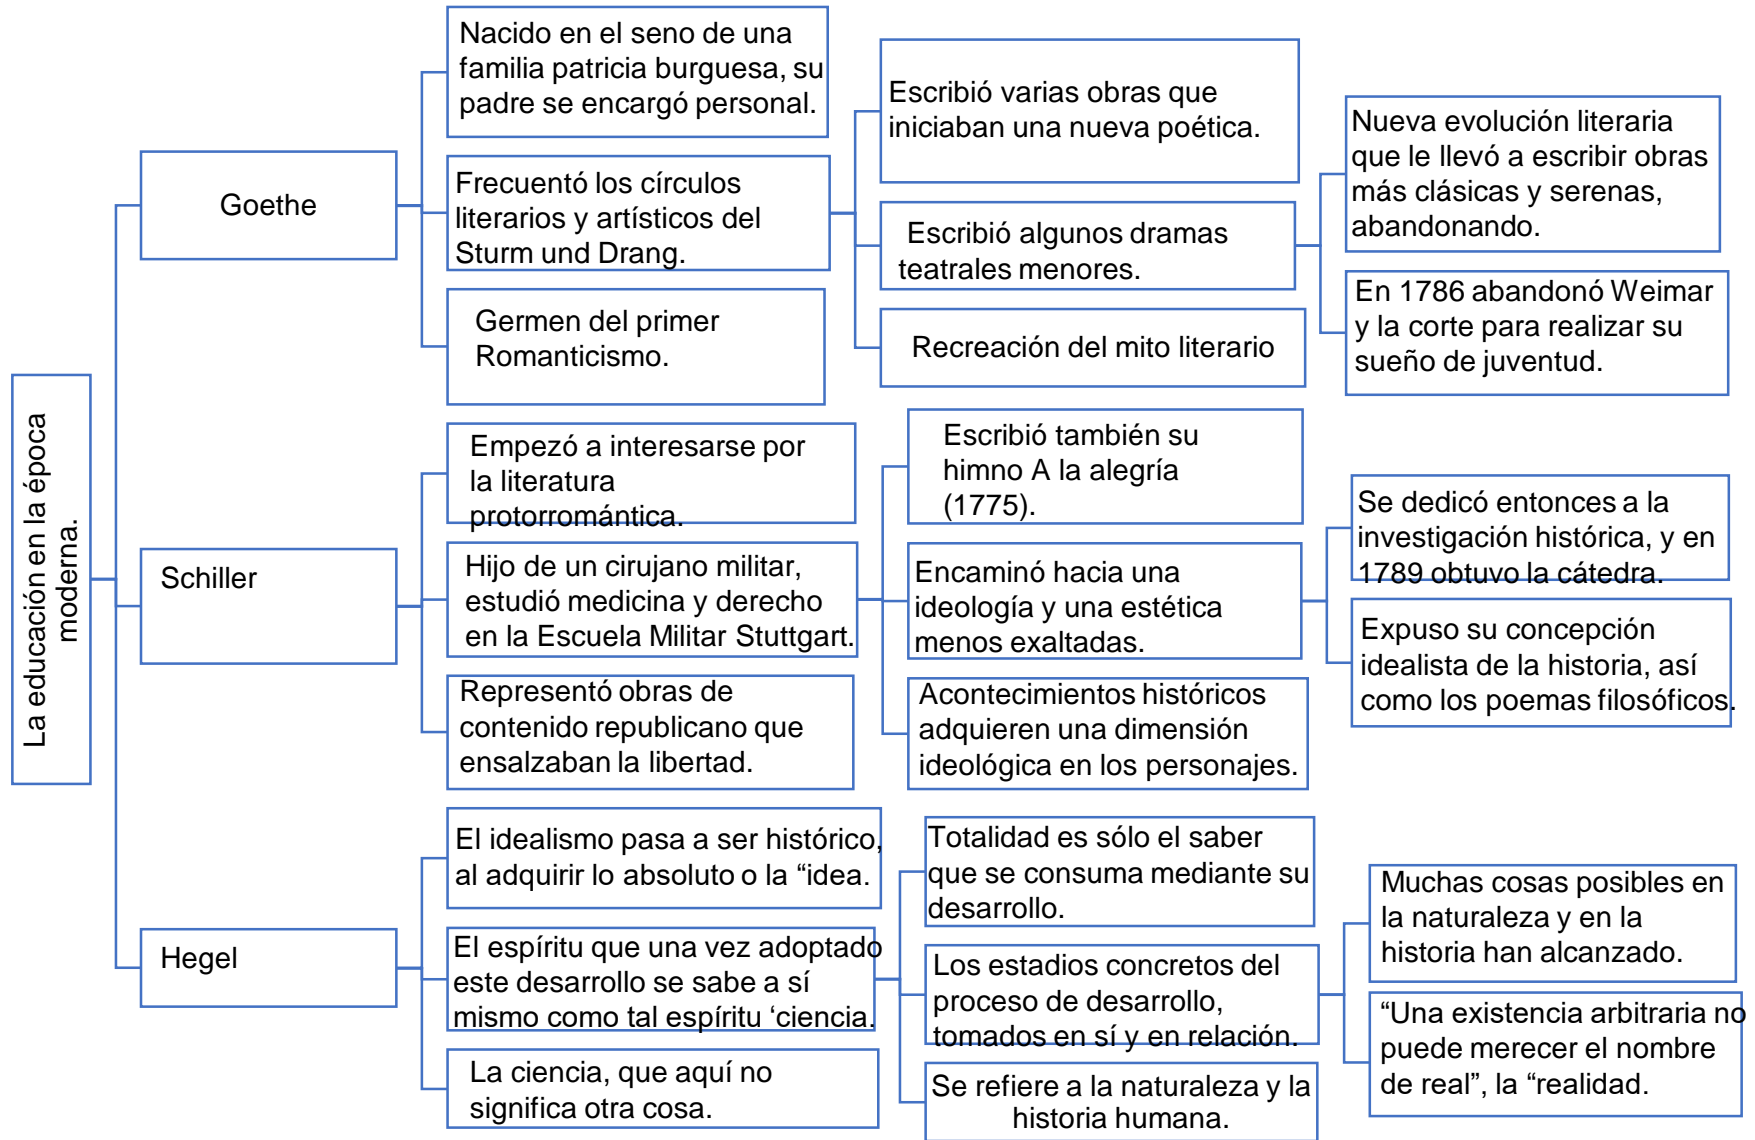 La educación en la época
moderna.
Goethe
Nacido en el seno de una
familia patricia burguesa, su
padre se encargó personal.
Frecuentó los círculos
literarios y artísticos del
Sturm und Drang.
Germen del primer
Romanticismo.
Escribió varias obras que
iniciaban una nueva poética.
Escribió algunos dramas
teatrales menores.
Recreación del mito literario
Nueva evolución literaria
que le llevó a escribir obras
más clásicas y serenas,
abandonando.
En 1786 abandonó Weimar
y la corte para realizar su
sueño de juventud.
Schiller
Empezó a interesarse por
la literatura
protorromántica.
Hijo de un cirujano militar,
estudió medicina y derecho
en la Escuela Militar Stuttgart.
Representó obras de
contenido republicano que
ensalzaban la libertad.
Escribió también su
himno A la alegría
(1775).
Encaminó hacia una
ideología y una estética
menos exaltadas.
Acontecimientos históricos
adquieren una dimensión
ideológica en los personajes.
Se dedicó entonces a la
investigación histórica, y en
1789 obtuvo la cátedra.
Expuso su concepción
idealista de la historia, así
como los poemas filosóficos.
Hegel
El idealismo pasa a ser histórico,
al adquirir lo absoluto o la “idea.
El espíritu que una vez adoptado
este desarrollo se sabe a sí
mismo como tal espíritu ‘ciencia.
La ciencia, que aquí no
significa otra cosa.
Totalidad es sólo el saber
que se consuma mediante su
desarrollo.
Los estadios concretos del
proceso de desarrollo,
tomados en sí y en relación.
Se refiere a la naturaleza y la
historia humana.
Muchas cosas posibles en
la naturaleza y en la
historia han alcanzado.
“Una existencia arbitraria no
puede merecer el nombre
de real”, la “realidad.